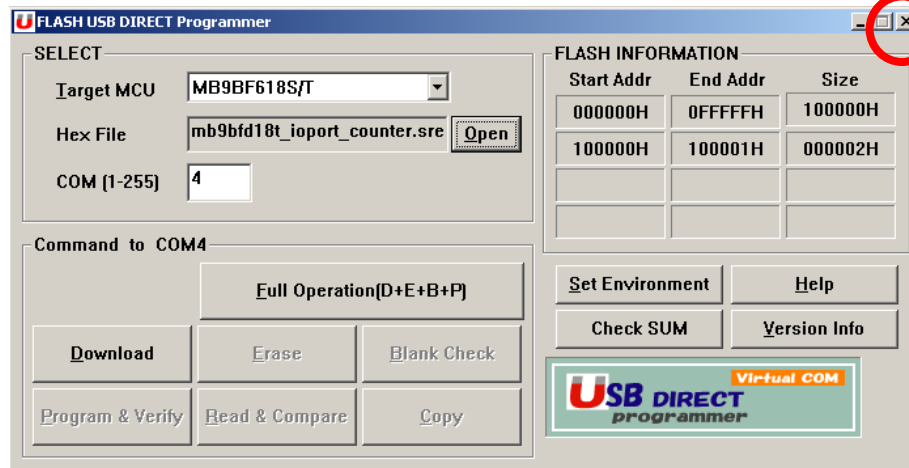 FLASH USB DIRECT Programmer
SELECT
Target MCU
MB9BF618S/T
Hex File
mb9bfd18t_ioport_counter.sre
Open
COM (1-255)
4
FLASH INFORMATION
Start Addr End Addr Size
000000H 0FFFFFH 100000H
100000H 100001H 000002H
Command to COM4
Full Operation(D+E+B+P)
Download Erase Blank Check
Program & Verify Read & Compare Copy
Set Environment Help
Check SUM Version Info
Virtual COM
USB DIRECT
programmer